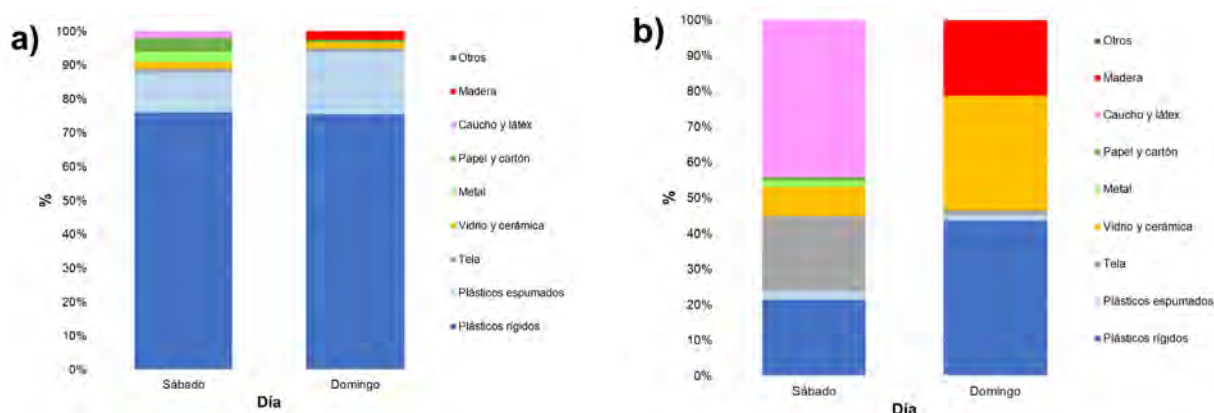 a)
100%
90%
80%
70%
60%
50%
40%
30%
20%
10%
0%
%
Sábado
Domingo
Día
Otros
Madera
Caucho y látex
Papel y cartón
Metal
Vidrio y cerámica
Tela
Plásticos espumados
Plásticos rígidos
b)
100%
90%
80%
70%
60%
50%
40%
30%
20%
10%
0%
%
Sábado
Domingo
Día
Otros
Madera
Caucho y látex
Papel y cartón
Metal
Vidrio y cerámica
Tela
Plásticos espumados
Plásticos rígidos